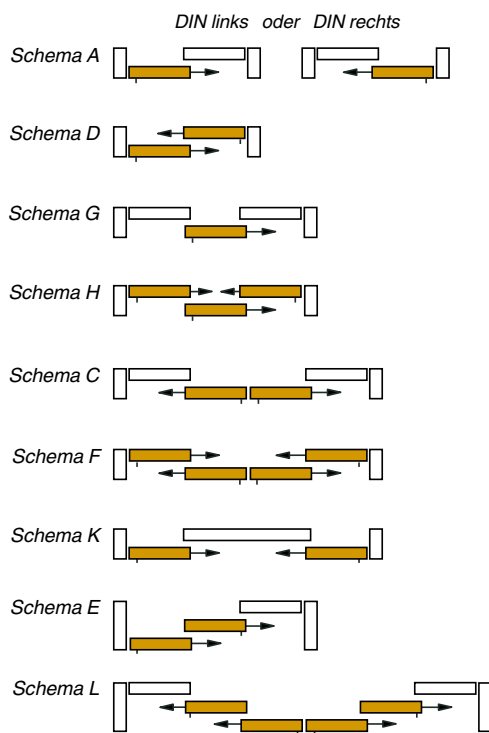 DIN links oder DIN rechts
Schema A
Schema D
Schema G
Schema H
Schema C
Schema F
Schema K
Schema E
Schema L